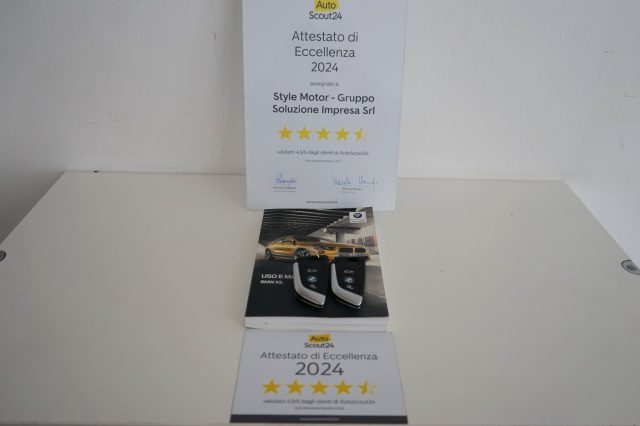 Auto
Scout24
Attestato di
Eccellenza
2024
assegnato a
Style Motor - Gruppo
Soluzione Impresa Srl
valutato 4.5/5 dagli utenti di AutoScout24
USO E MA
BMW X2.
Auto
Scout24
Attestato di Eccellenza
2024
valutato 4.5/5 dagli utenti di AutoScout24